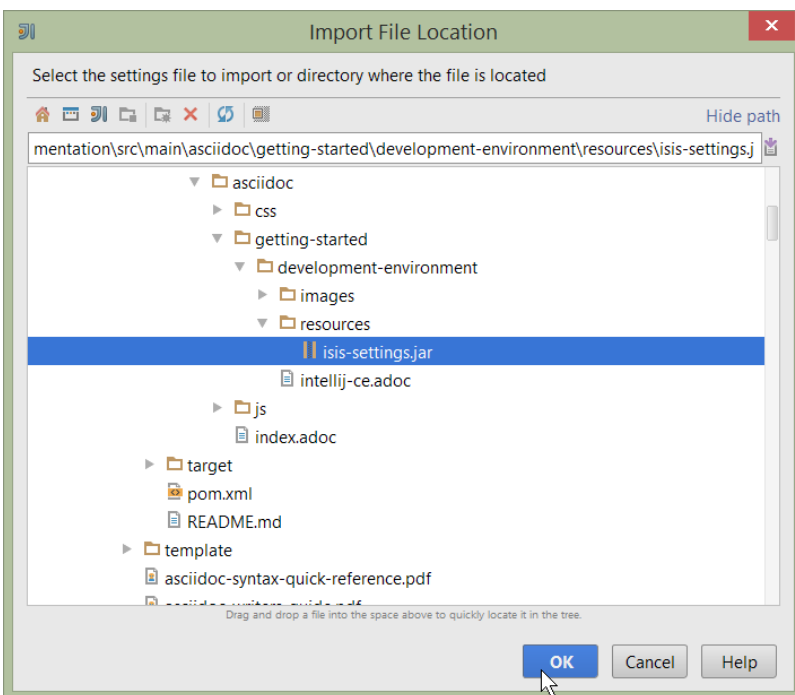 Import File Location
Select the settings file to import or directory where the file is located
Hide path
mentation\src\main\asciidoc\getting-started\development-environment\resources\isis-settings.j
asciidoc
css
getting-started
development-environment
images
resources
isis-settings.jar
intellij-ce.adoc
js
index.adoc
target
pom.xml
README.md
template
asciidoc-syntax-quick-reference.pdf
Drag and drop a file into the space above to quickly locate it in the tree.
OK Cancel Help